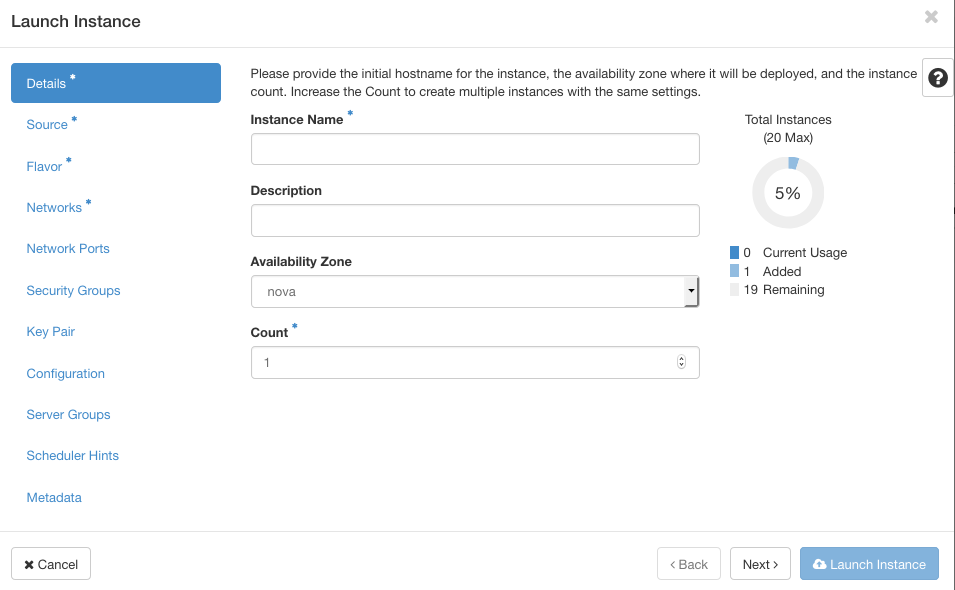 Launch Instance
Details *
Source *
Flavor *
Networks *
Network Ports
Security Groups
Key Pair
Configuration
Server Groups
Scheduler Hints
Metadata
Please provide the initial hostname for the instance, the availability zone where it will be deployed, and the instance
count. Increase the Count to create multiple instances with the same settings.
Instance Name *
Description
Availability Zone
nova
Count *
1
Total Instances
(20 Max)
5%
0 Current Usage
1 Added
19 Remaining
?
✖ Cancel
‹ Back
Next ›
Launch Instance